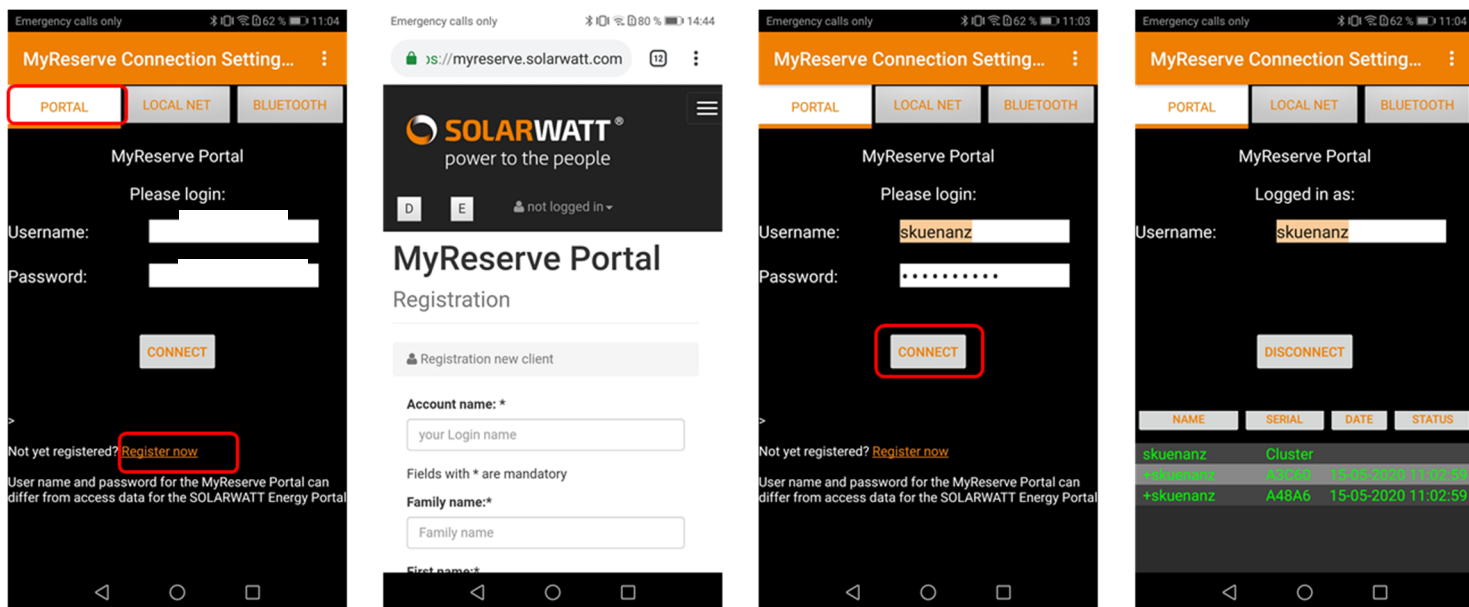 Emergency calls only 62 % 11:04
MyReserve Connection Setting...
PORTAL LOCAL NET BLUETOOTH
MyReserve Portal
Please login:
Username:
Password:
CONNECT
>
Not yet registered? Register now
User name and password for the MyReserve Portal can
differ from access data for the SOLARWATT Energy Portal
Emergency calls only 80 % 14:44
os://myreserve.solarwatt.com 12
SOLARWATT®
power to the people
D E not logged in
MyReserve Portal
Registration
Registration new client
Account name: *
your Login name
Fields with * are mandatory
Family name:*
Family name
First name:*
Emergency calls only 62 % 11:03
MyReserve Connection Setting...
PORTAL LOCAL NET BLUETOOTH
MyReserve Portal
Please login:
Username: skuenanz
Password: ••••••••••
CONNECT
>
Not yet registered? Register now
User name and password for the MyReserve Portal can
differ from access data for the SOLARWATT Energy Portal
Emergency calls only 62 % 11:04
MyReserve Connection Setting...
PORTAL LOCAL NET BLUETOOTH
MyReserve Portal
Logged in as:
Username: skuenanz
DISCONNECT
NAME SERIAL DATE STATUS
skuenanz Cluster
+skuenanz A3C60 15-05-2020 11:02:59
+skuenanz A48A6 15-05-2020 11:02:59